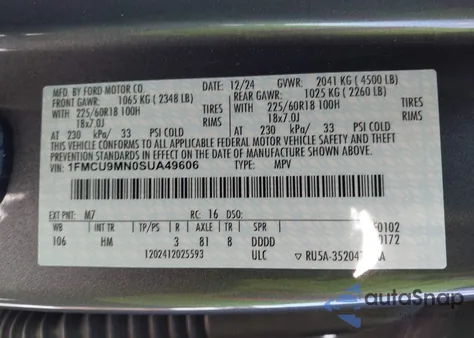 MFD. BY FORD MOTOR CO. 12/24 GVWR: 2041 KG (4500 LB)
FRONT GAWR: 1065 KG (2348 LB) REAR GAWR: 1025 KG (2260 LB)
WITH 225/60R18 100H TIRES WITH 225/60R18 100H TIRES
18x7.0J RIMS 18x7.0J
AT 230 kPa/ 33 PSI COLD AT 230 kPa/ 33 PSI COLD
THIS VEHICLE CONFORMS TO ALL APPLICABLE FEDERAL MOTOR VEHICLE SAFETY,
BUMPER, AND THEFT PREVENTION STANDARDS IN EFFECT ON THE DATE OF MANUFACTURE
SHOWN ABOVE.
VIN: 1FMCU9MN0SUA49606 TYPE: MPV
EXT PNT: M7 RC: 16 DSO:
WB INT TR TP/PS R AXLE TR SPR 0102
106 HM 3 81 B DDDD 0172
1202412025593 ULC RU5A-3520
autoSnap